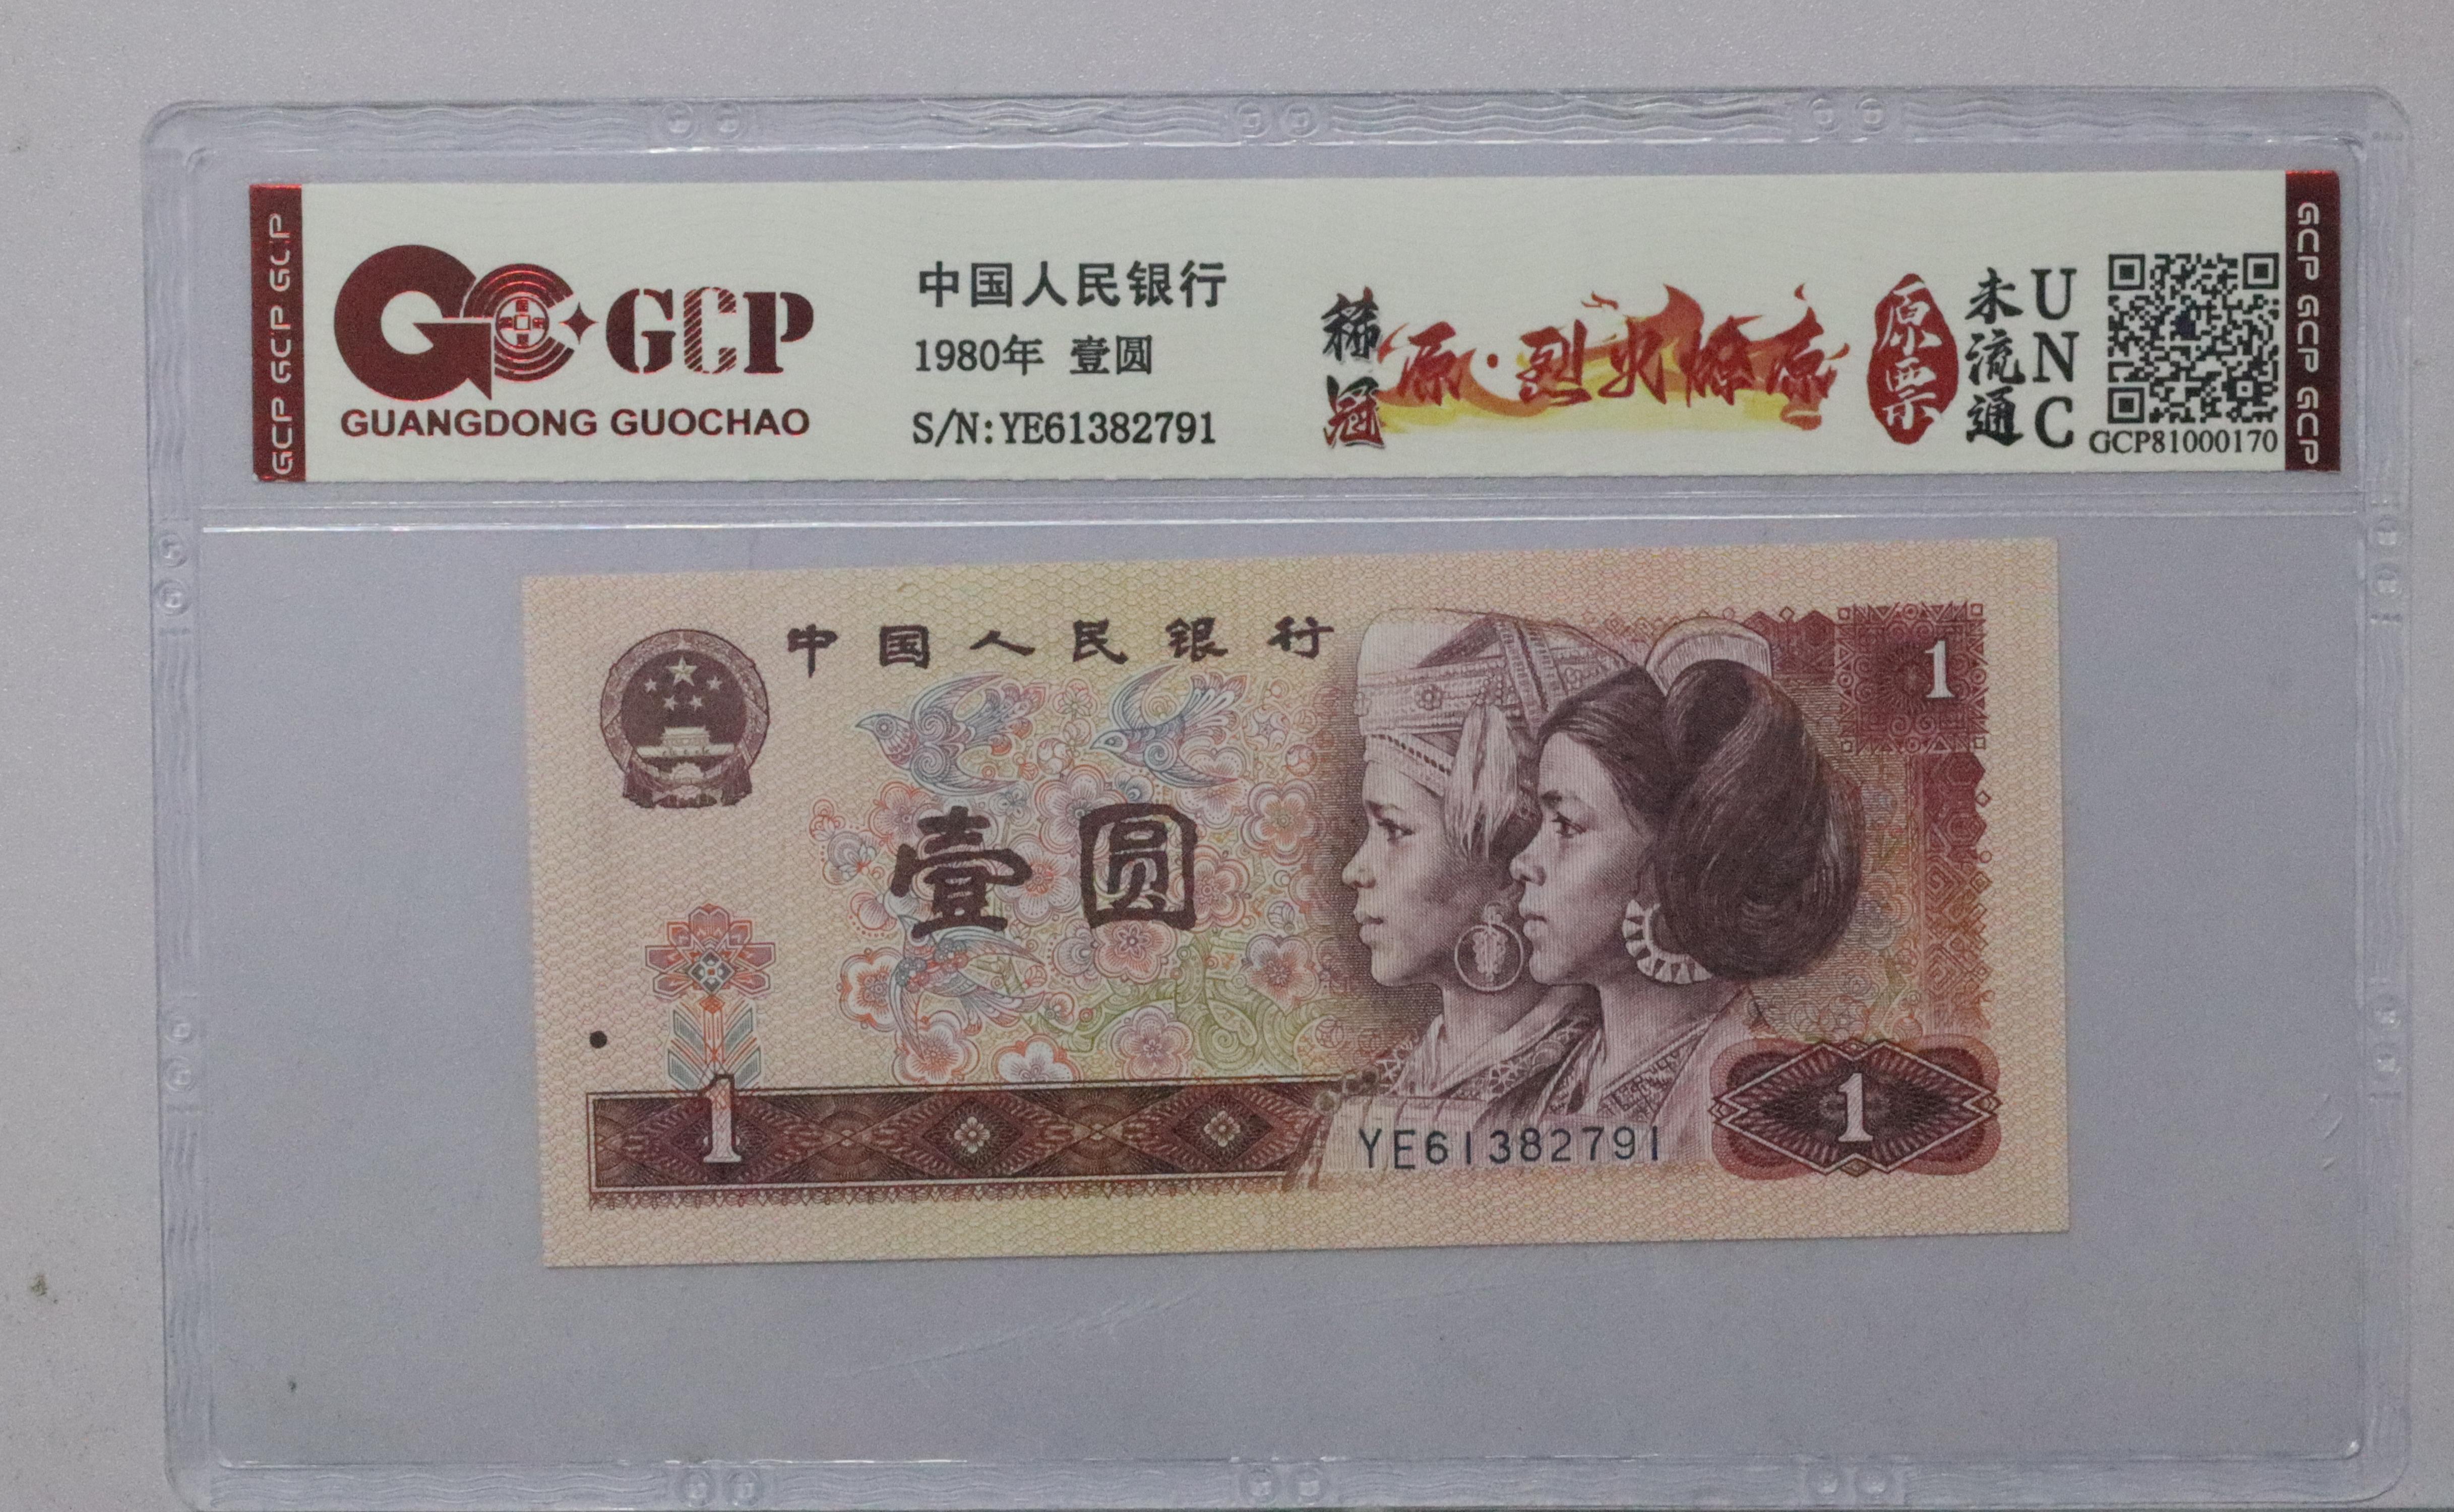 GCP GCP GCP
GCP
GUANGDONG GUOCHAO
中国人民银行
1980年 壹圆
S/N:YE61382791
稀冠
原·烈火燎原
原票
未流通
UNC
GCP81000170
GCP GCP GCP
中国人民银行
1
壹圆
1
YE61382791
1